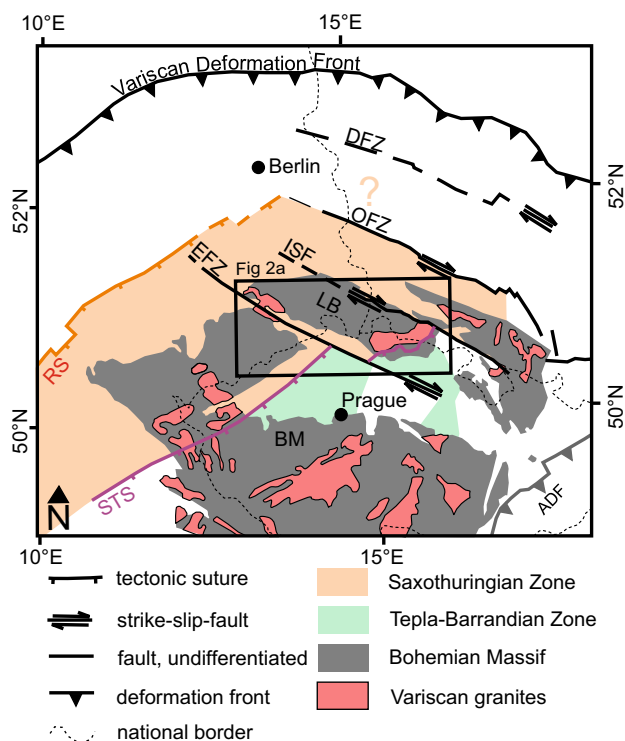 10°E 15°E
Variscan Deformation Front
DFZ
Berlin
52°N
?
52°N
OFZ
EFZ
ISF
Fig 2a
LB
RS
50°N
Prague
50°N
BM
STS
ADF
N
10°E 15°E
tectonic suture
strike-slip-fault
fault, undifferentiated
deformation front
national border
Saxothuringian Zone
Tepla-Barrandian Zone
Bohemian Massif
Variscan granites